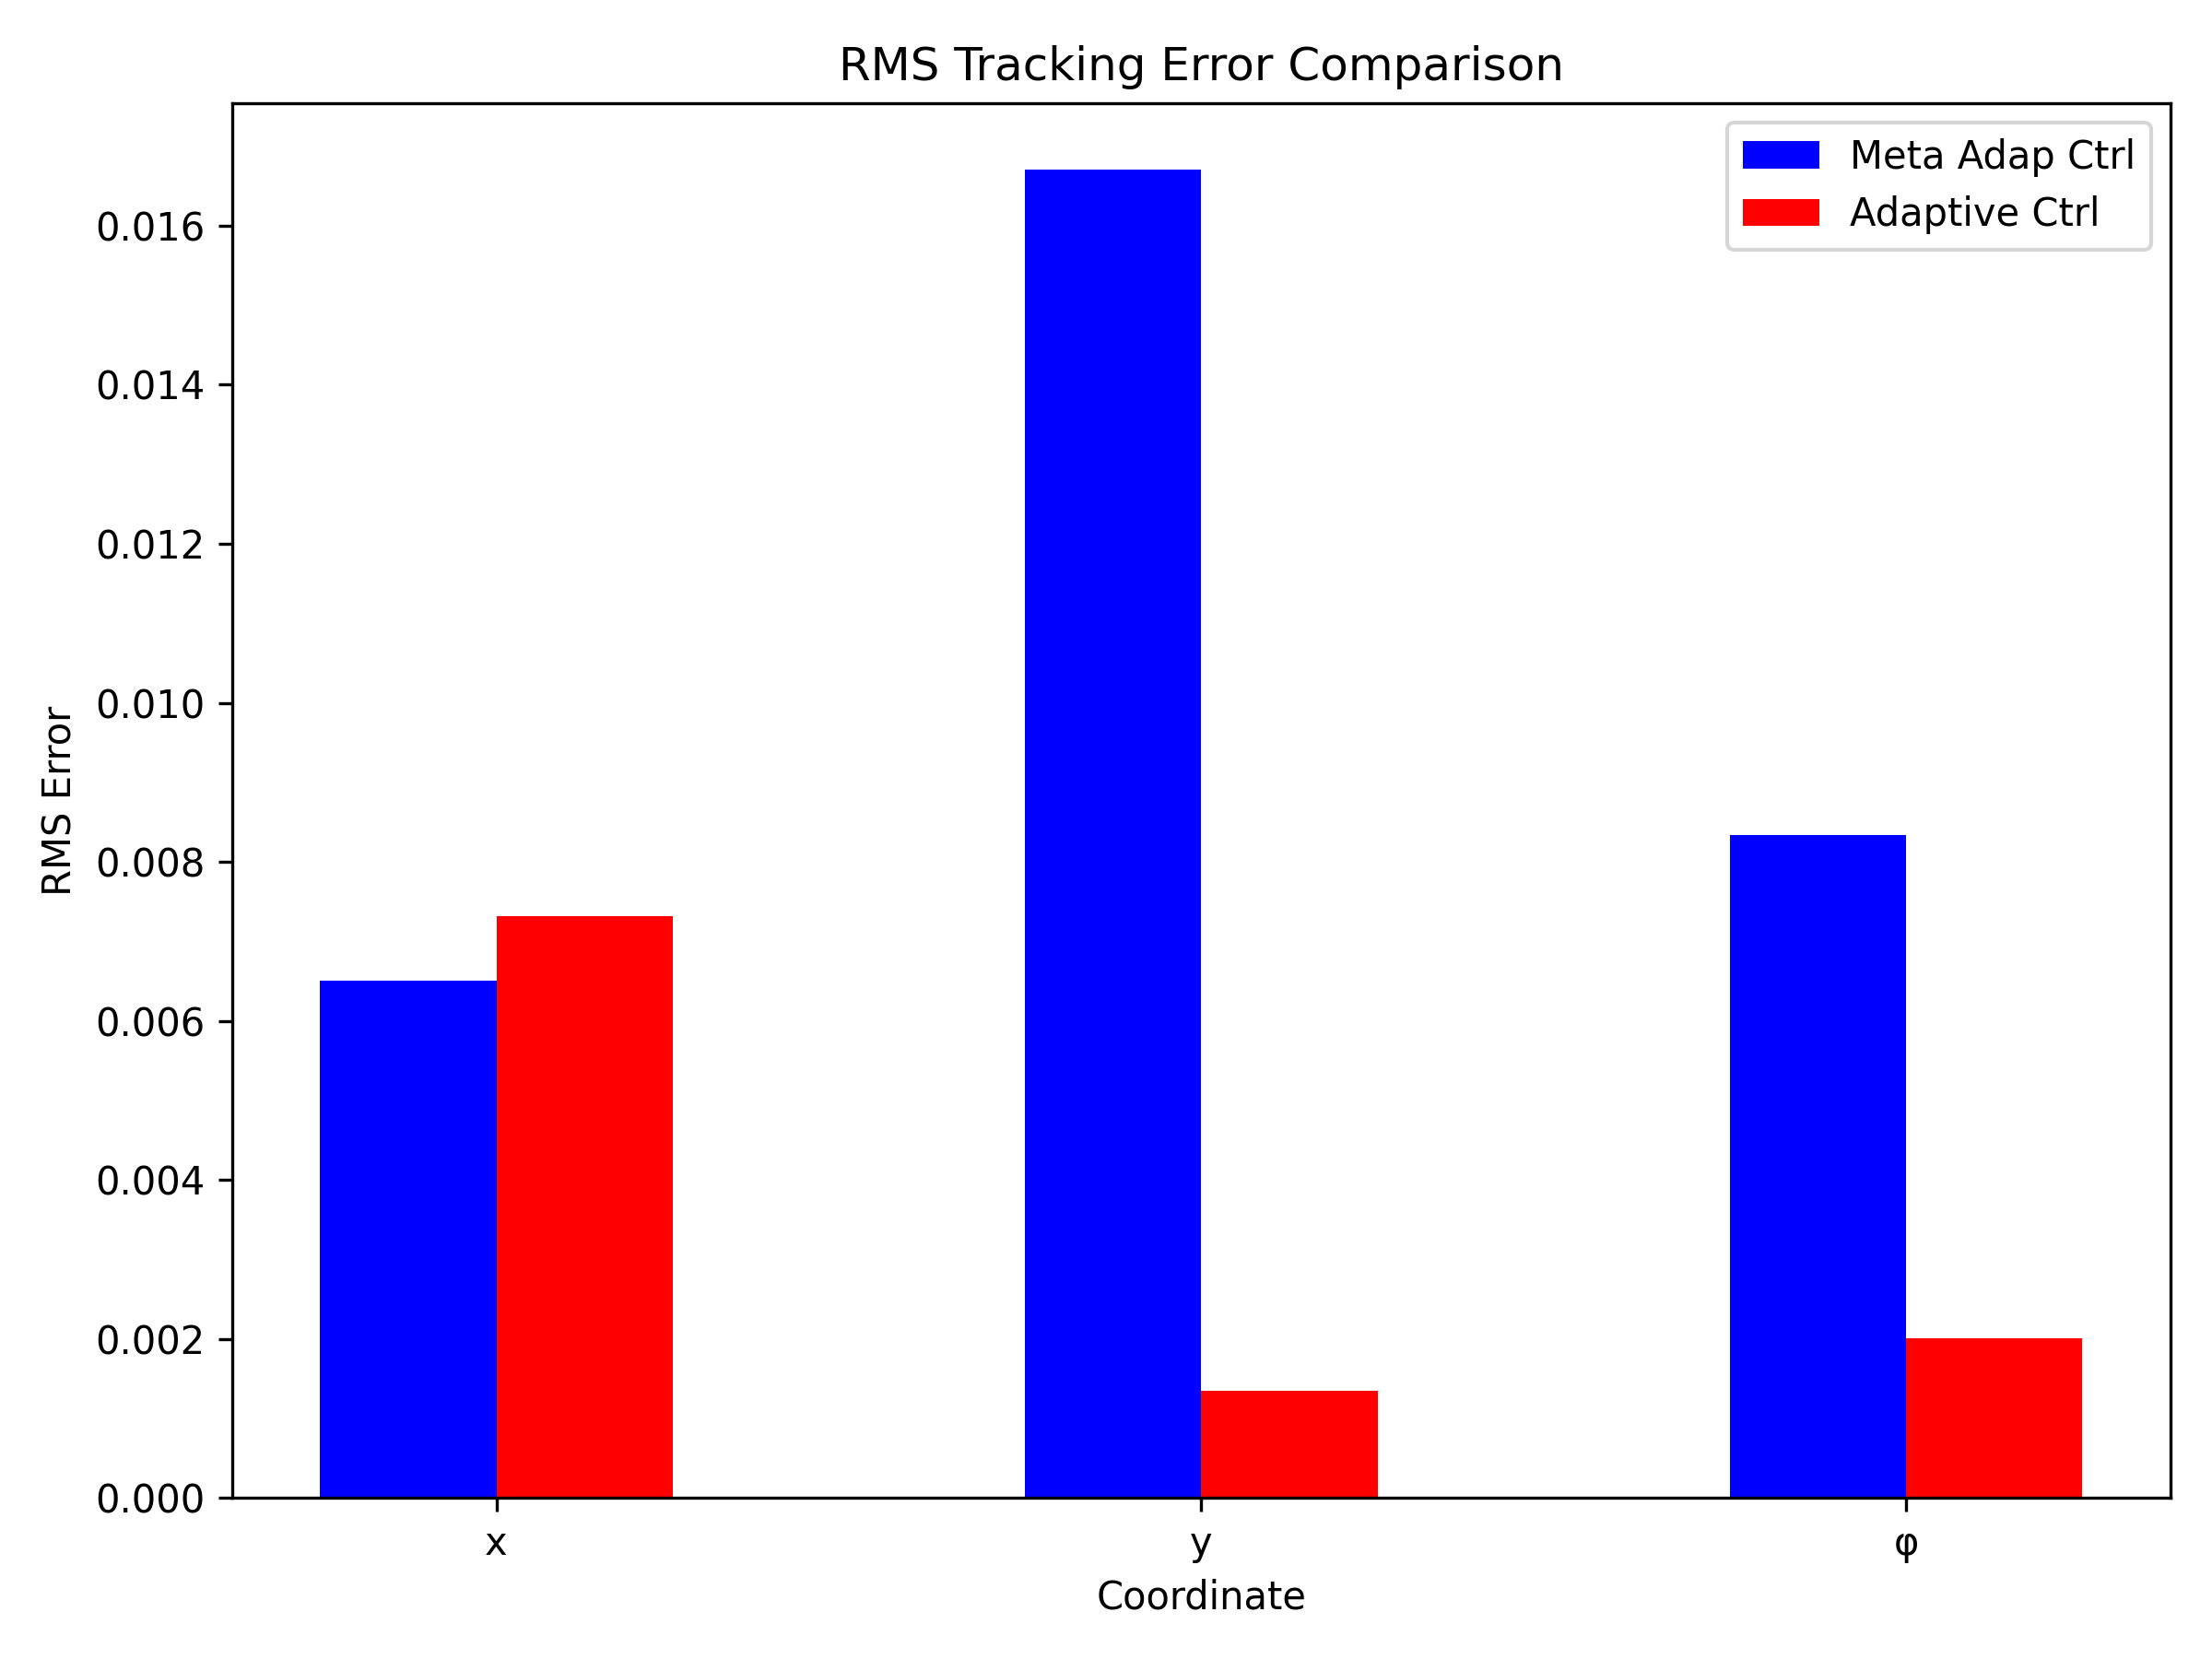 RMS Tracking Error Comparison
Meta Adap Ctrl
Adaptive Ctrl
RMS Error
0.016
0.014
0.012
0.010
0.008
0.006
0.004
0.002
0.000
x
y
φ
Coordinate